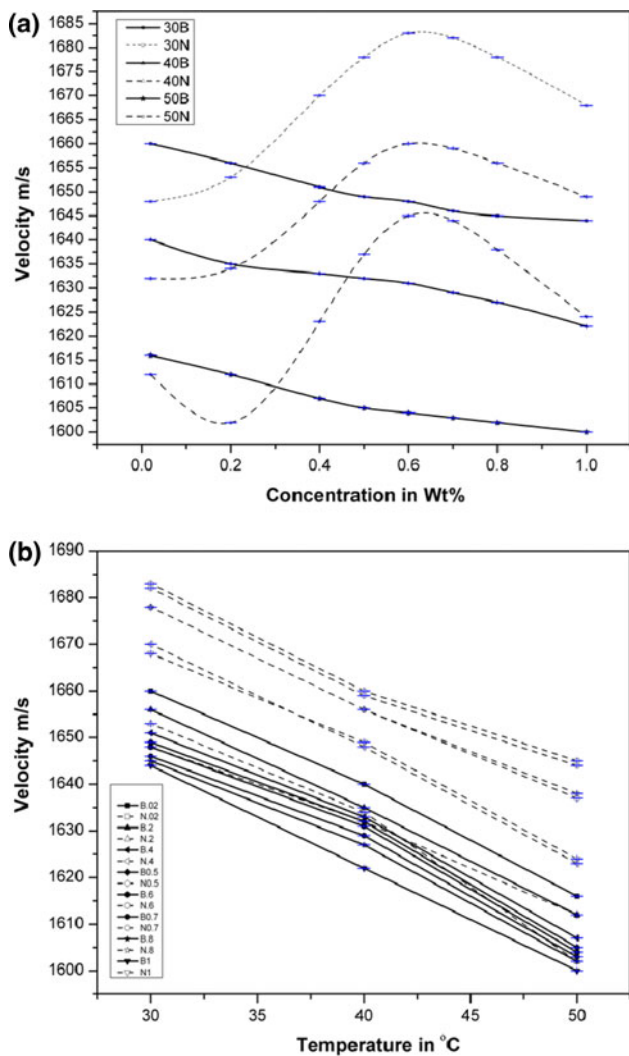 (a)
1685
1680
1675
1670
1665
1660
1655
1650
1645
1640
1635
1630
1625
1620
1615
1610
1605
1600
Velocity m/s
30B
30N
40B
40N
50B
50N
0.0 0.2 0.4 0.6 0.8 1.0
Concentration in Wt%
(b)
1690
1680
1670
1660
1650
1640
1630
1620
1610
1600
Velocity m/s
B.02
N.02
B.2
N.2
B.4
N.4
B0.5
N0.5
B.6
N.6
B0.7
N0.7
B.8
N.8
B1
N1
30 35 40 45 50
Temperature in °C